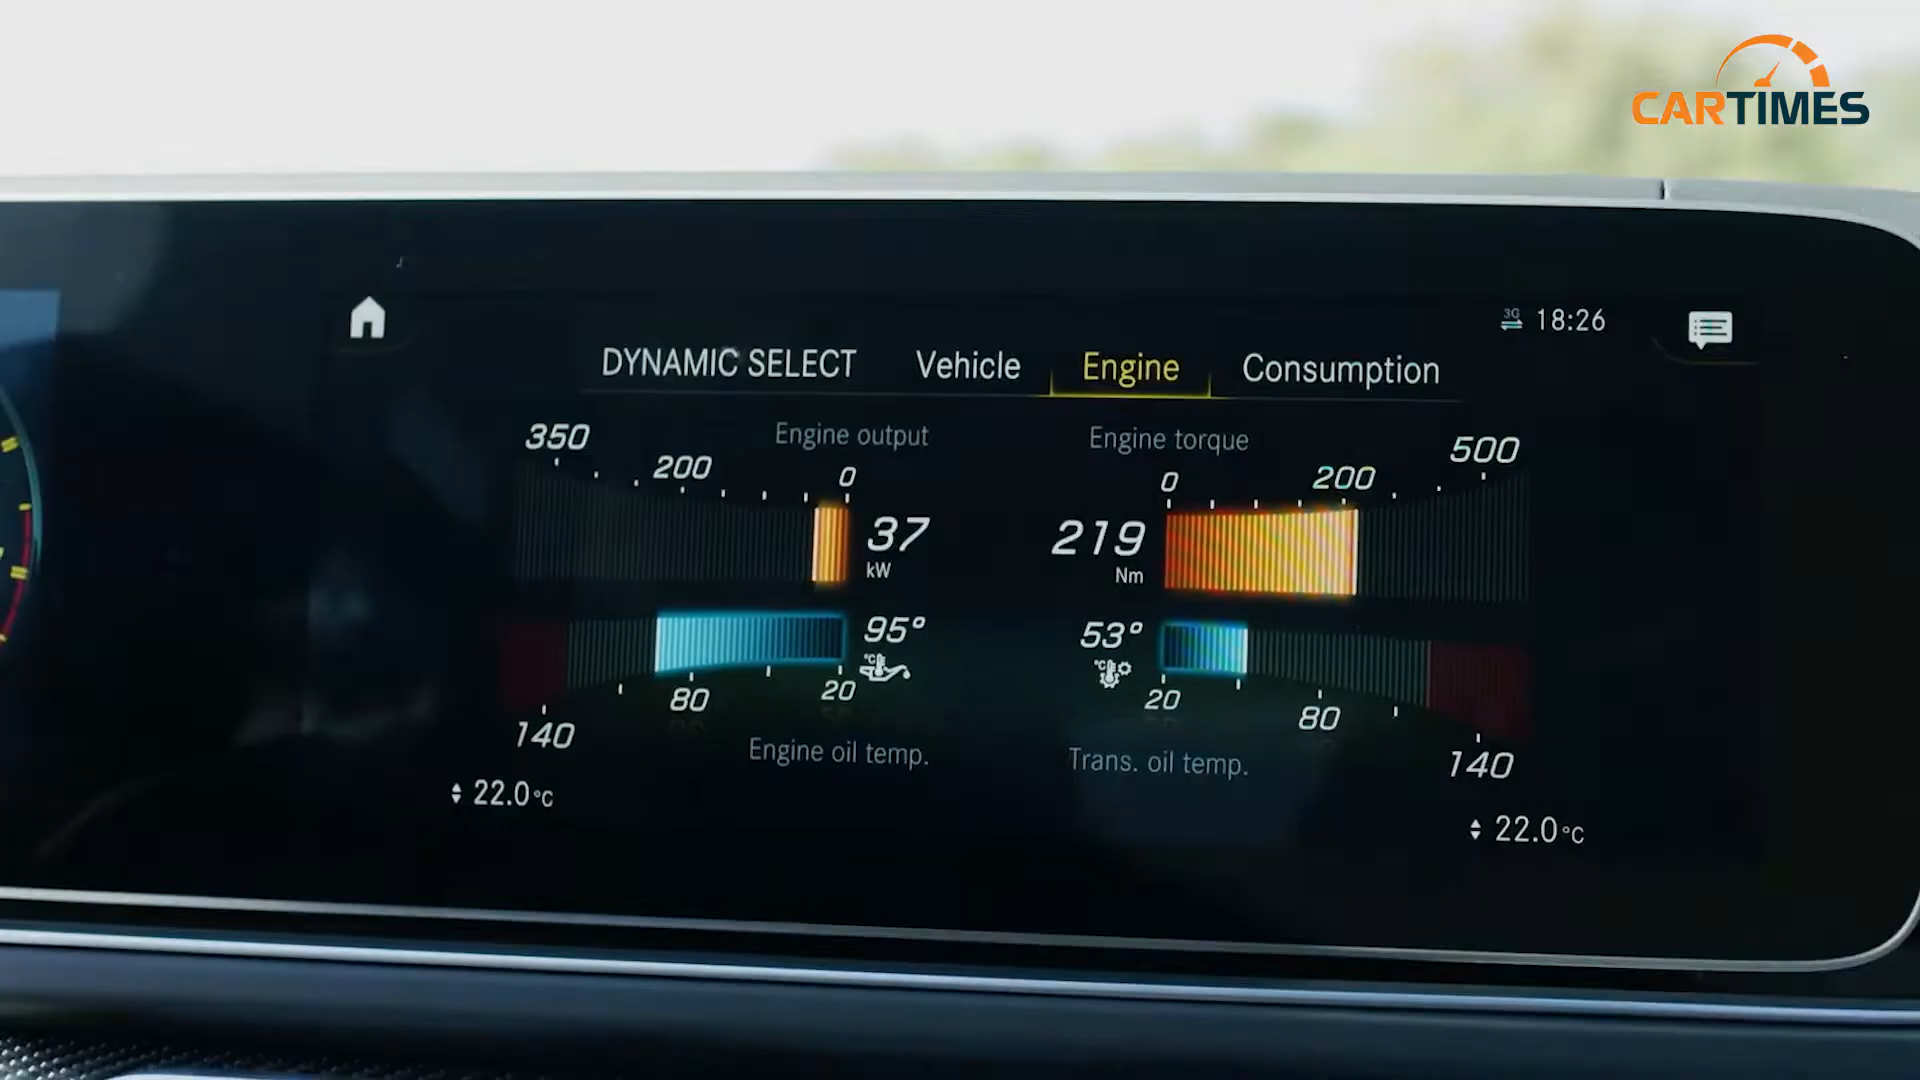 CARTIMES
3G 18:26
DYNAMIC SELECT Vehicle Engine Consumption
Engine output Engine torque
350 200 0 0 200 500
37 219
kW Nm
95° 53°
°C °C
140 80 20 20 80 140
Engine oil temp. Trans. oil temp.
22.0°C 22.0°C